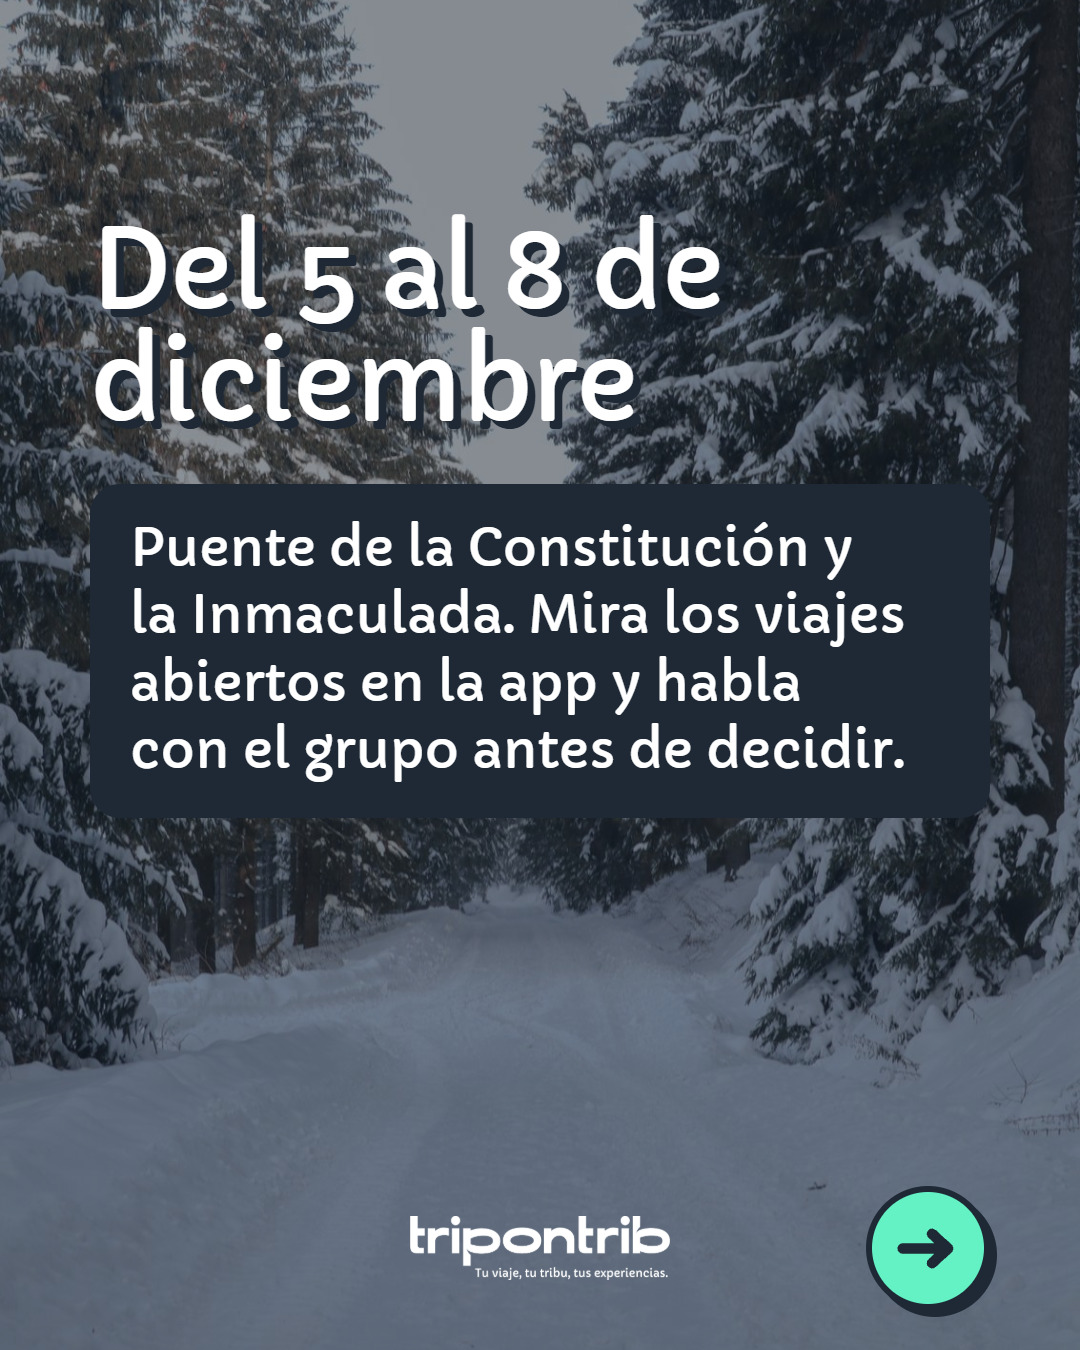 Del 5 al 8 de
diciembre
Puente de la Constitución y
la Inmaculada. Mira los viajes
abiertos en la app y habla
con el grupo antes de decidir.
tripontrib
Tu viaje, tu tribu, tus experiencias.